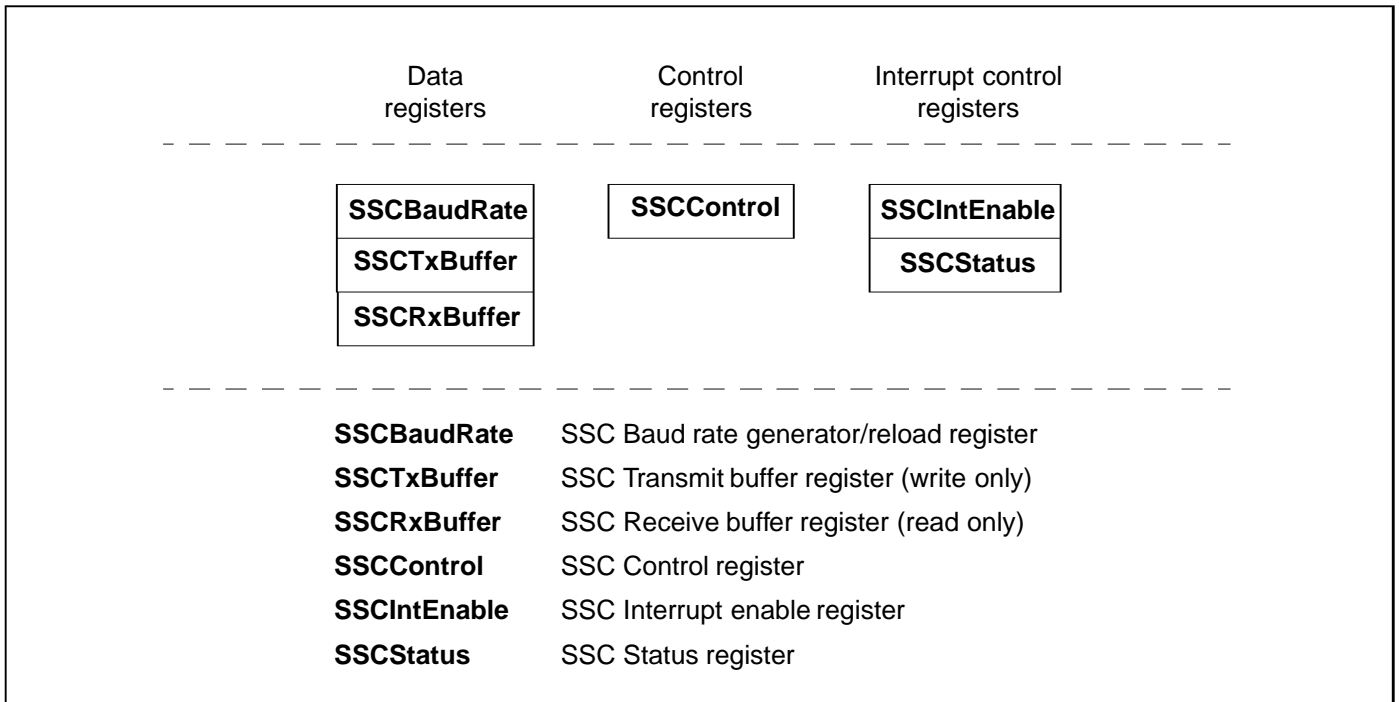 Data registers
Control registers
Interrupt control registers
SSCBaudRate
SSCControl
SSCIntEnable
SSCTxBuffer
SSCStatus
SSCRxBuffer
SSCBaudRate SSC Baud rate generator/reload register
SSCTxBuffer SSC Transmit buffer register (write only)
SSCRxBuffer SSC Receive buffer register (read only)
SSCControl SSC Control register
SSCIntEnable SSC Interrupt enable register
SSCStatus SSC Status register